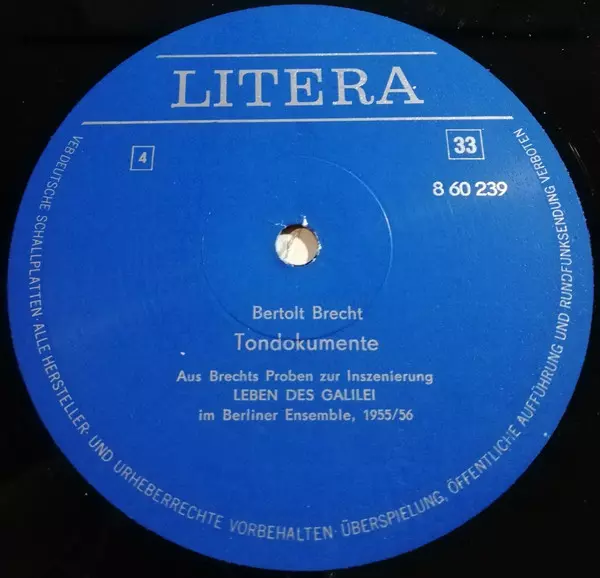 LITERA
4
33
8 60 239
Bertolt Brecht
Tondokumente
Aus Brechts Proben zur Inszenierung
LEBEN DES GALILEI
im Berliner Ensemble, 1955/56
VEB DEUTSCHE SCHALLPLATTEN · ALLE HERSTELLER- UND URHEBERRECHTE VORBEHALTEN · ÜBERSPIELUNG, ÖFFENTLICHE AUFFÜHRUNG UND RUNDFUNKSENDUNG VERBOTEN